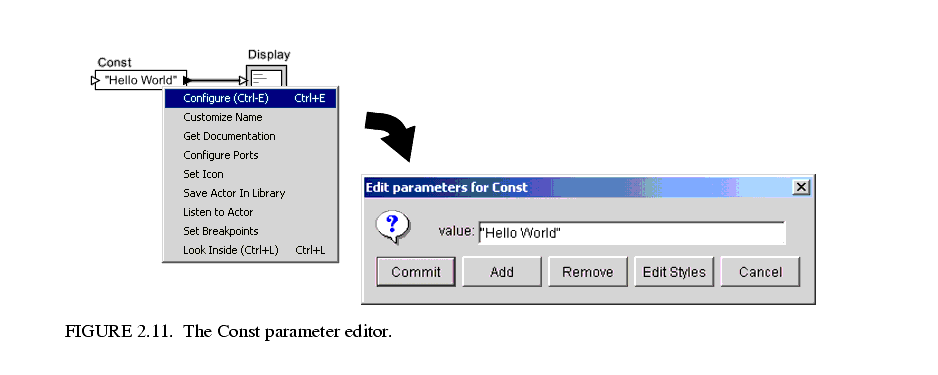 Const
Display
"Hello World"
Configure (Ctrl-E) Ctrl+E
Customize Name
Get Documentation
Configure Ports
Set Icon
Save Actor In Library
Listen to Actor
Set Breakpoints
Look Inside (Ctrl+L) Ctrl+L
Edit parameters for Const
?
value: "Hello World"
Commit Add Remove Edit Styles Cancel
FIGURE 2.11. The Const parameter editor.